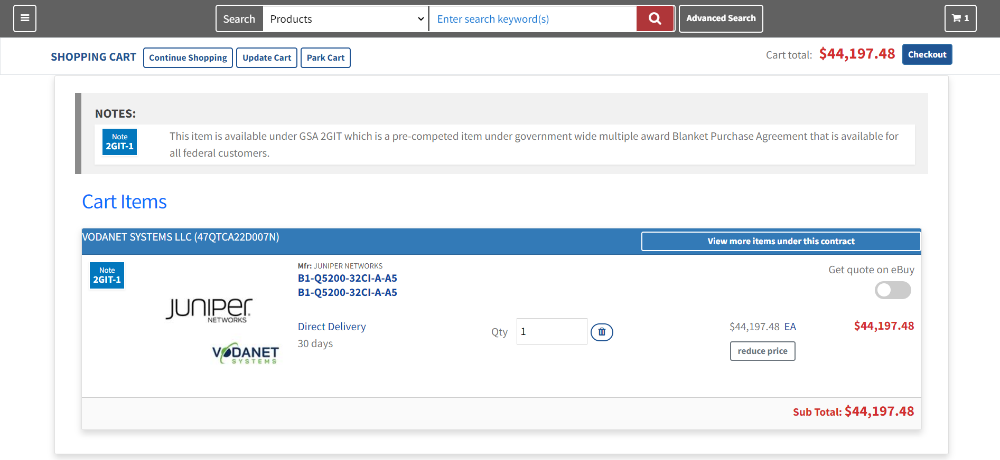 Search Products Enter search keyword(s) Advanced Search 1
SHOPPING CART Continue Shopping Update Cart Park Cart Cart total: $44,197.48 Checkout
NOTES:
Note
2GIT-1
This item is available under GSA 2GIT which is a pre-competed item under government wide multiple award Blanket Purchase Agreement that is available for
all federal customers.
Cart Items
VODANET SYSTEMS LLC (47QTCA22D007N) View more items under this contract
Note
2GIT-1
JUNIPER
NETWORKS
VODANET
SYSTEMS
Mfr: JUNIPER NETWORKS
B1-Q5200-32CI-A-A5
B1-Q5200-32CI-A-A5
Get quote on eBuy
Direct Delivery
30 days
Qty 1
$44,197.48 EA
reduce price
$44,197.48
Sub Total: $44,197.48